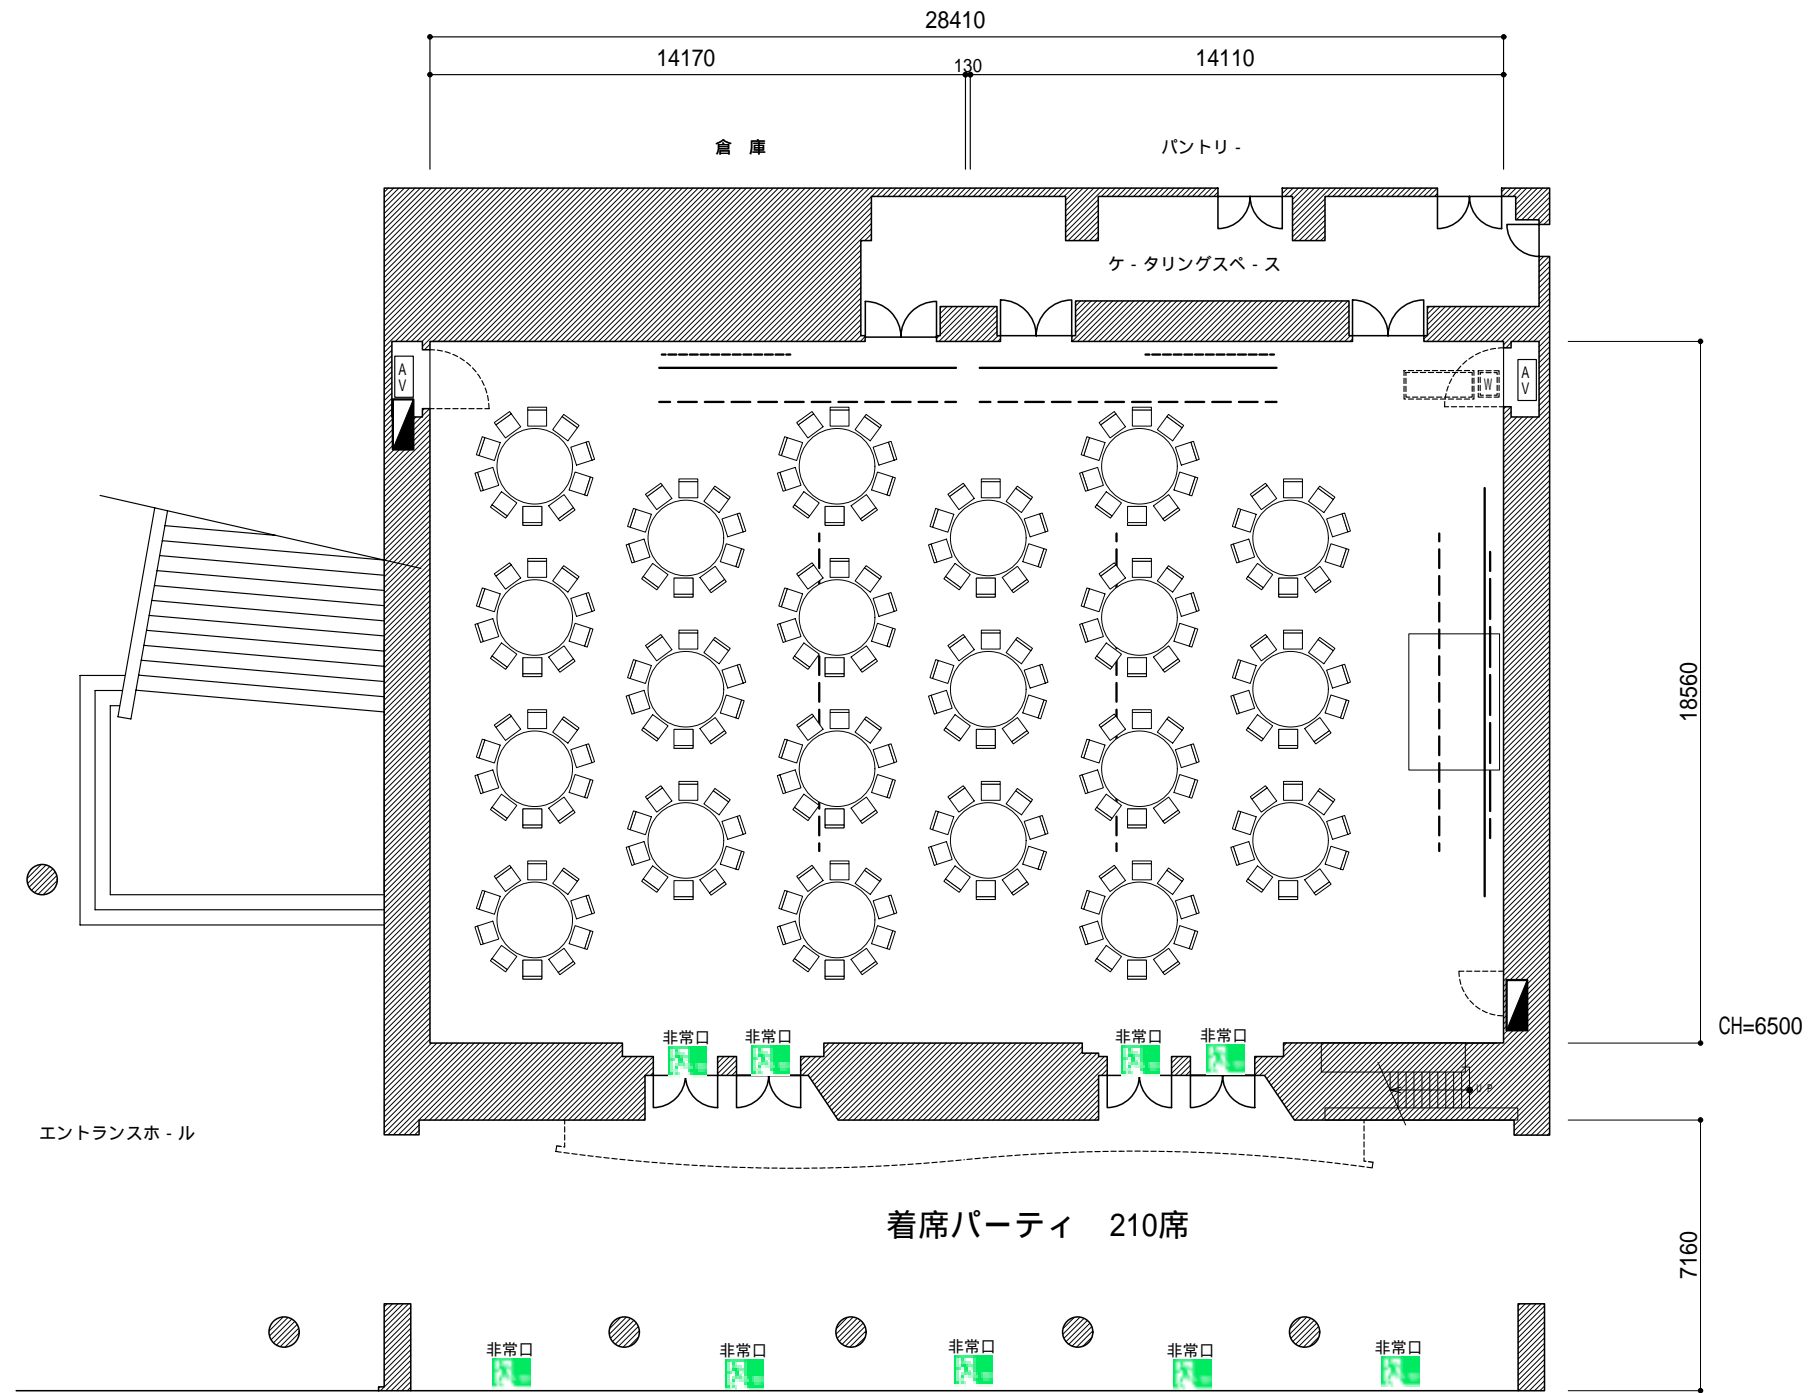 28410
14170
130
14110
倉 庫
パントリ-
ケ-タリングスペ-ス
A
V
W
A
V
18560
CH=6500
非常口
非常口
非常口
非常口
UP
エントランスホ-ル
着席パーティ 210席
7160
非常口
非常口
非常口
非常口
非常口